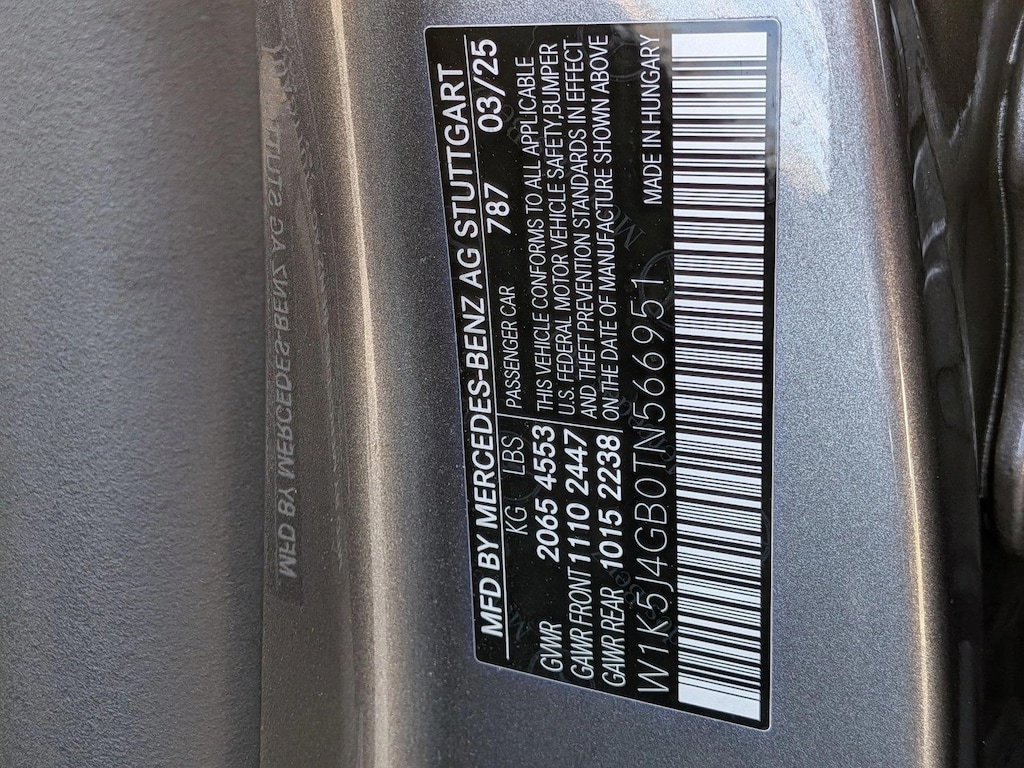 MFD BY MERCEDES-BENZ AG STUTTGART
KG LBS PASSENGER CAR 787 03/25
GVWR 2065 4553 THIS VEHICLE CONFORMS TO ALL APPLICABLE
GAWR FRONT 1110 2447 U.S. FEDERAL MOTOR VEHICLE SAFETY, BUMPER
GAWR REAR 1015 2238 AND THEFT PREVENTION STANDARDS IN EFFECT
ON THE DATE OF MANUFACTURE SHOWN ABOVE
W1K5J4GB0TN566951 MADE IN HUNGARY
MFD BY MERCEDES-BENZ AG STUTTG